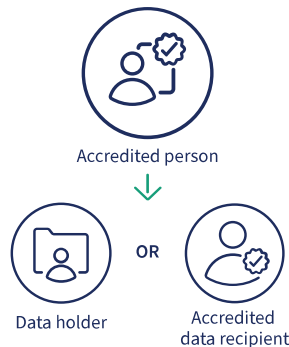 Accredited person
OR
Data holder
Accredited
data recipient